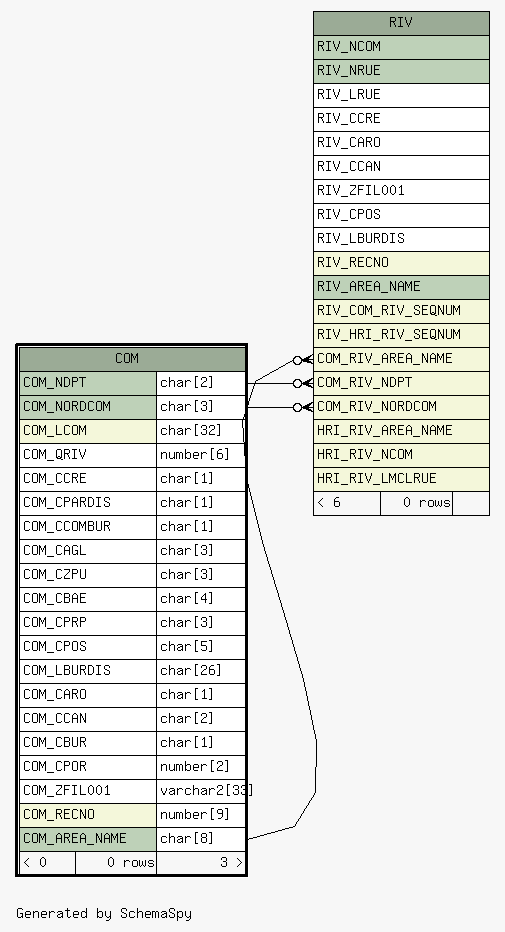 RIV
RIV_NCOM
RIV_NRUE
RIV_LRUE
RIV_CCRE
RIV_CARO
RIV_CCAN
RIV_ZFIL001
RIV_CPOS
RIV_LBURDIS
RIV_RECNO
RIV_AREA_NAME
RIV_COM_RIV_SEQNUM
RIV_HRI_RIV_SEQNUM
COM_RIV_AREA_NAME
COM_RIV_NDPT
COM_RIV_NORDCOM
HRI_RIV_AREA_NAME
HRI_RIV_NCOM
HRI_RIV_LMCLRUE
< 6 0 rows
COM
COM_NDPT char[2]
COM_NORDCOM char[3]
COM_LCOM char[32]
COM_QRIV number[6]
COM_CCRE char[1]
COM_CPARDIS char[1]
COM_CCOMBUR char[1]
COM_CAGL char[3]
COM_CZPU char[3]
COM_CBAE char[4]
COM_CPRP char[3]
COM_CPOS char[5]
COM_LBURDIS char[26]
COM_CARO char[1]
COM_CCAN char[2]
COM_CBUR char[1]
COM_CPOR number[2]
COM_ZFIL001 varchar2[33]
COM_RECNO number[9]
COM_AREA_NAME char[8]
< 0 0 rows 3 >
Generated by SchemaSpy